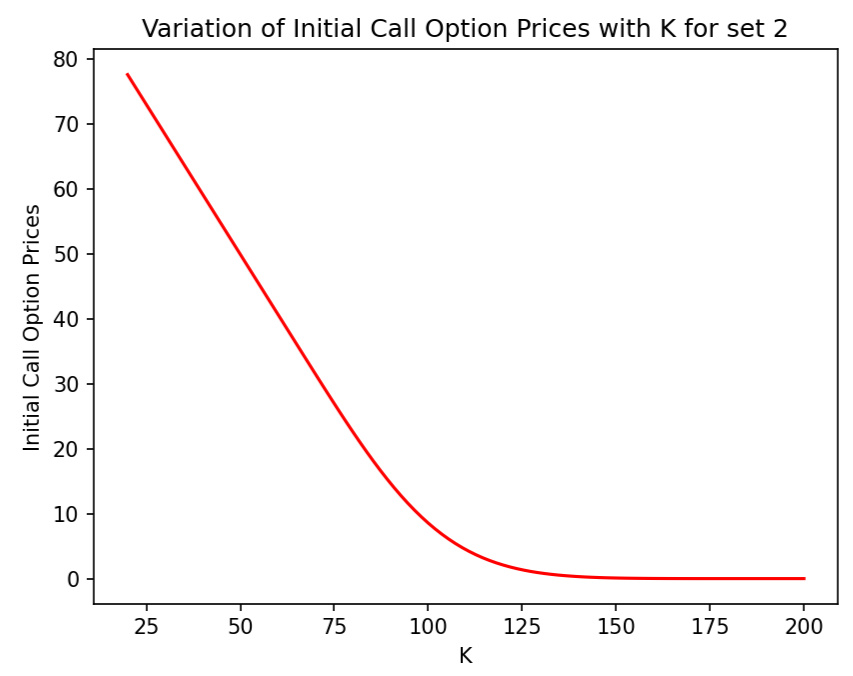 Variation of Initial Call Option Prices with K for set 2
80
70
60
50
40
30
20
10
0
Initial Call Option Prices
25 50 75 100 125 150 175 200
K